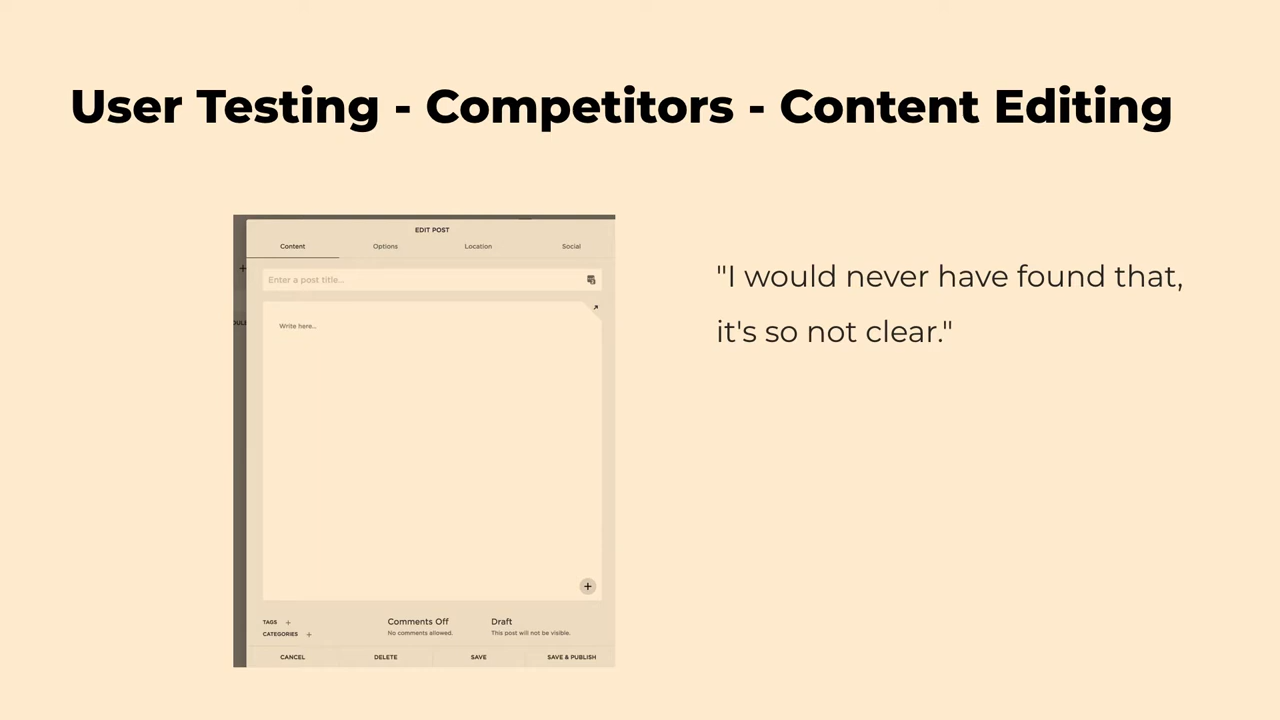 User Testing - Competitors - Content Editing
EDIT POST
Content Options Location Social
Enter a post title...
Write here...
TAGS +
CATEGORIES +
Comments Off
No comments allowed.
Draft
This post will not be visible.
CANCEL DELETE SAVE SAVE & PUBLISH
"I would never have found that,
it's so not clear."